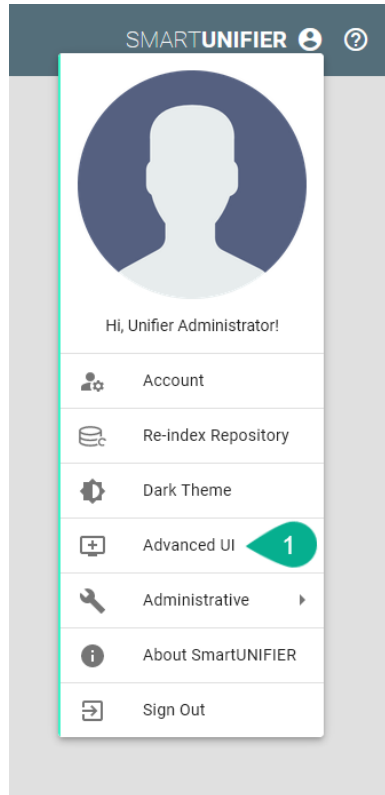 SMARTUNIFIER
Hi, Unifier Administrator!
Account
Re-index Repository
Dark Theme
Advanced UI 1
Administrative
About SmartUNIFIER
Sign Out